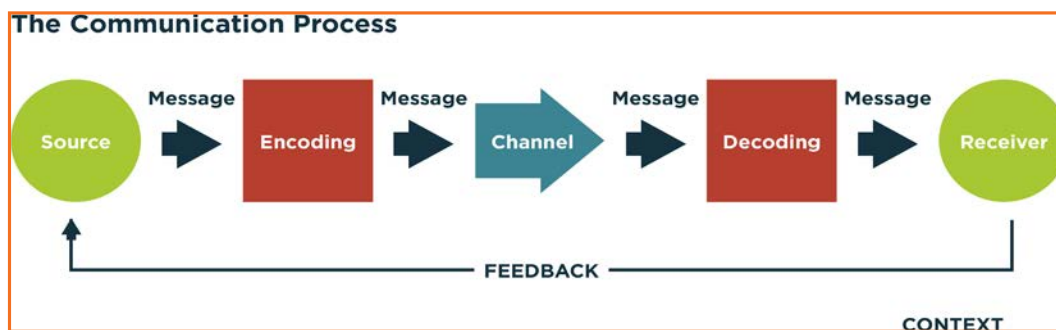 The Communication Process
Message
Message
Message
Message
Source
Encoding
Channel
Decoding
Receiver
FEEDBACK
CONTEXT